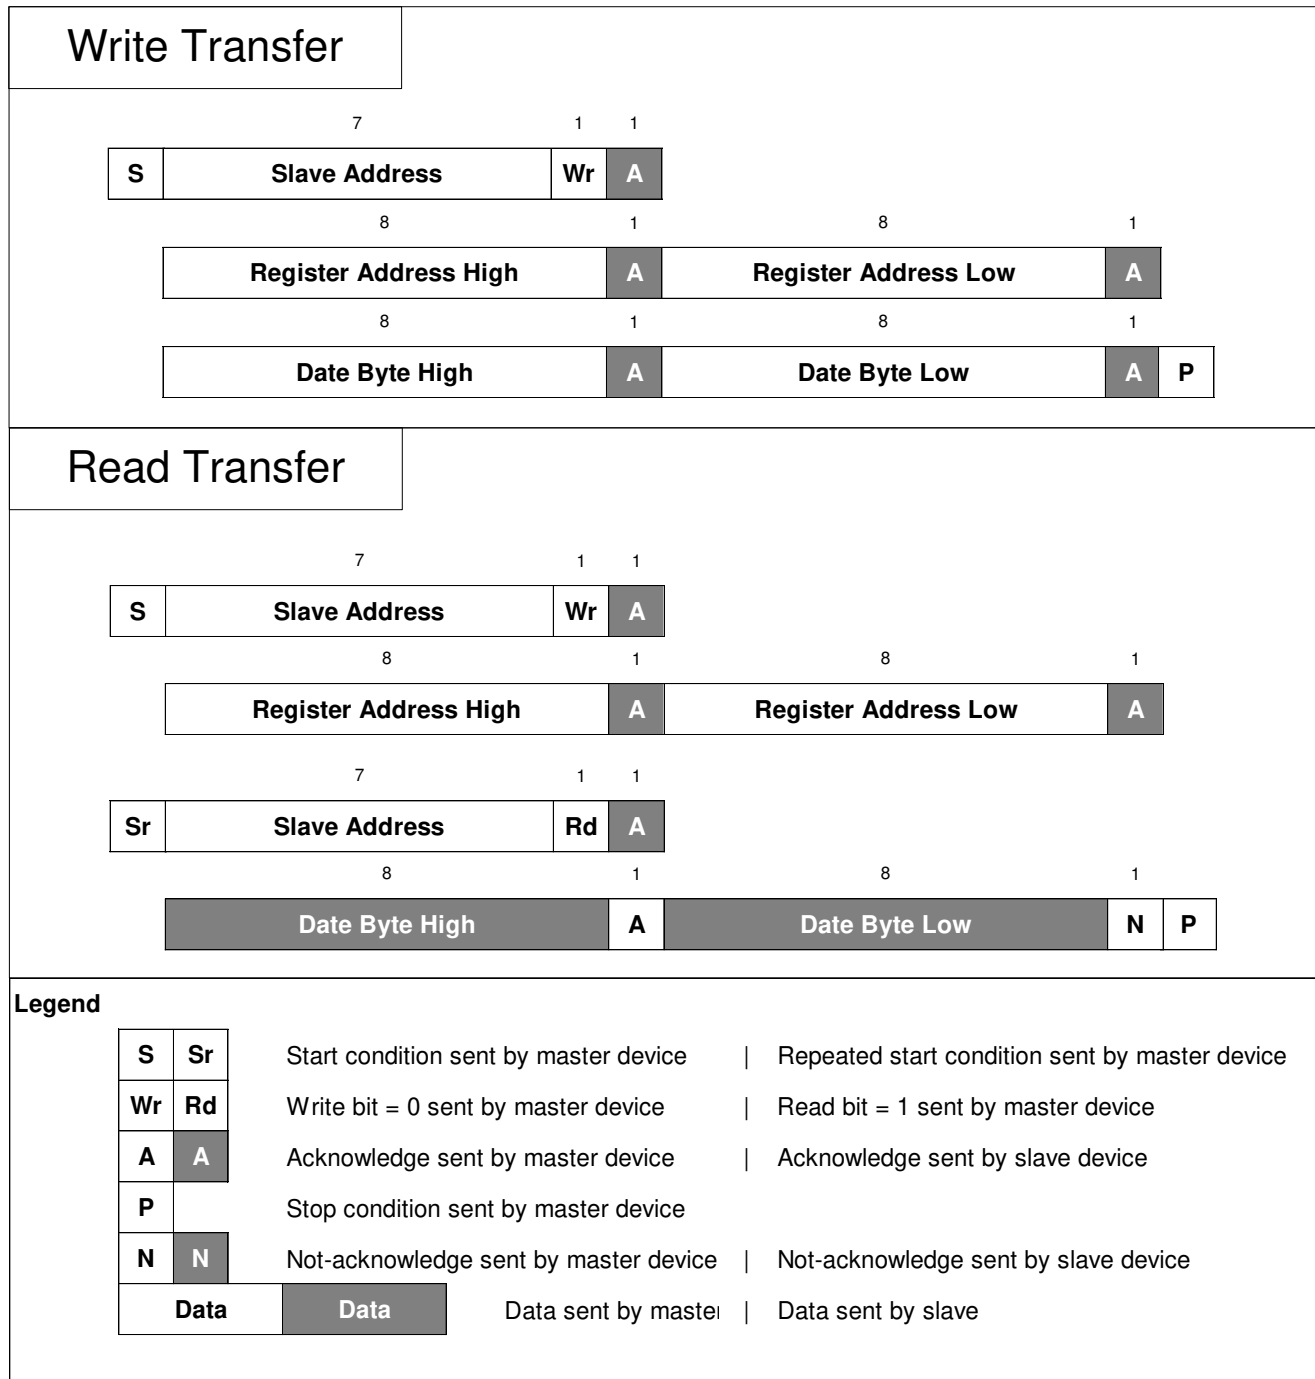 Write Transfer
7 1 1
S Slave Address Wr A
8 1 8 1
Register Address High A Register Address Low A
8 1 8 1
Date Byte High A Date Byte Low A P
Read Transfer
7 1 1
S Slave Address Wr A
8 1 8 1
Register Address High A Register Address Low A
7 1 1
Sr Slave Address Rd A
8 1 8 1
Date Byte High A Date Byte Low N P
Legend
S Sr Start condition sent by master device | Repeated start condition sent by master device
Wr Rd Write bit = 0 sent by master device | Read bit = 1 sent by master device
A A Acknowledge sent by master device | Acknowledge sent by slave device
P Stop condition sent by master device
N N Not-acknowledge sent by master device | Not-acknowledge sent by slave device
Data Data Data sent by master | Data sent by slave